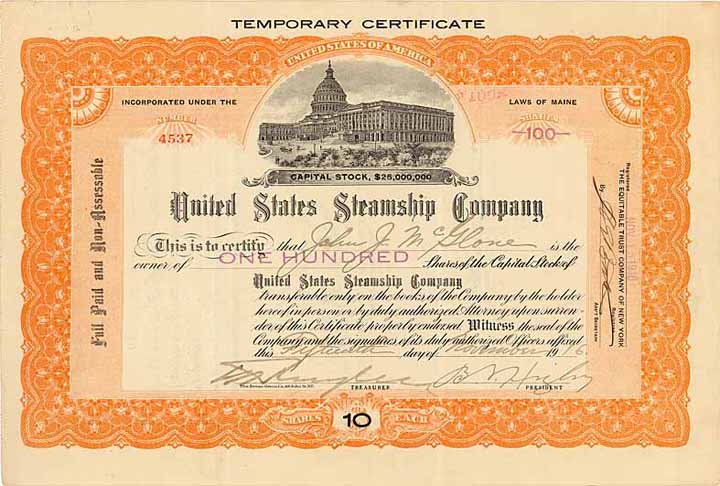 TEMPORARY CERTIFICATE
UNITED STATES OF AMERICA
INCORPORATED UNDER THE LAWS OF MAINE
NUMBER SHARES
4537 -100-
CAPITAL STOCK, $25,000,000
United States Steamship Company
This is to certify that John J. McGlone is the
owner of ONE HUNDRED Shares of the Capital Stock of
United States Steamship Company
transferable only on the books of the Company by the holder
hereof in person or by duly authorized Attorney upon surren-
der of this Certificate properly endorsed. Witness the seal of the
Company and the signatures of its duly authorized Officers affixed
this Fifteenth day of November 1916.
TREASURER PRESIDENT
SHARES 10 EACH
Full Paid and Non-Assessable
Registered
THE EQUITABLE TRUST COMPANY OF NEW YORK
Registrar
By
ASS'T SECRETARY